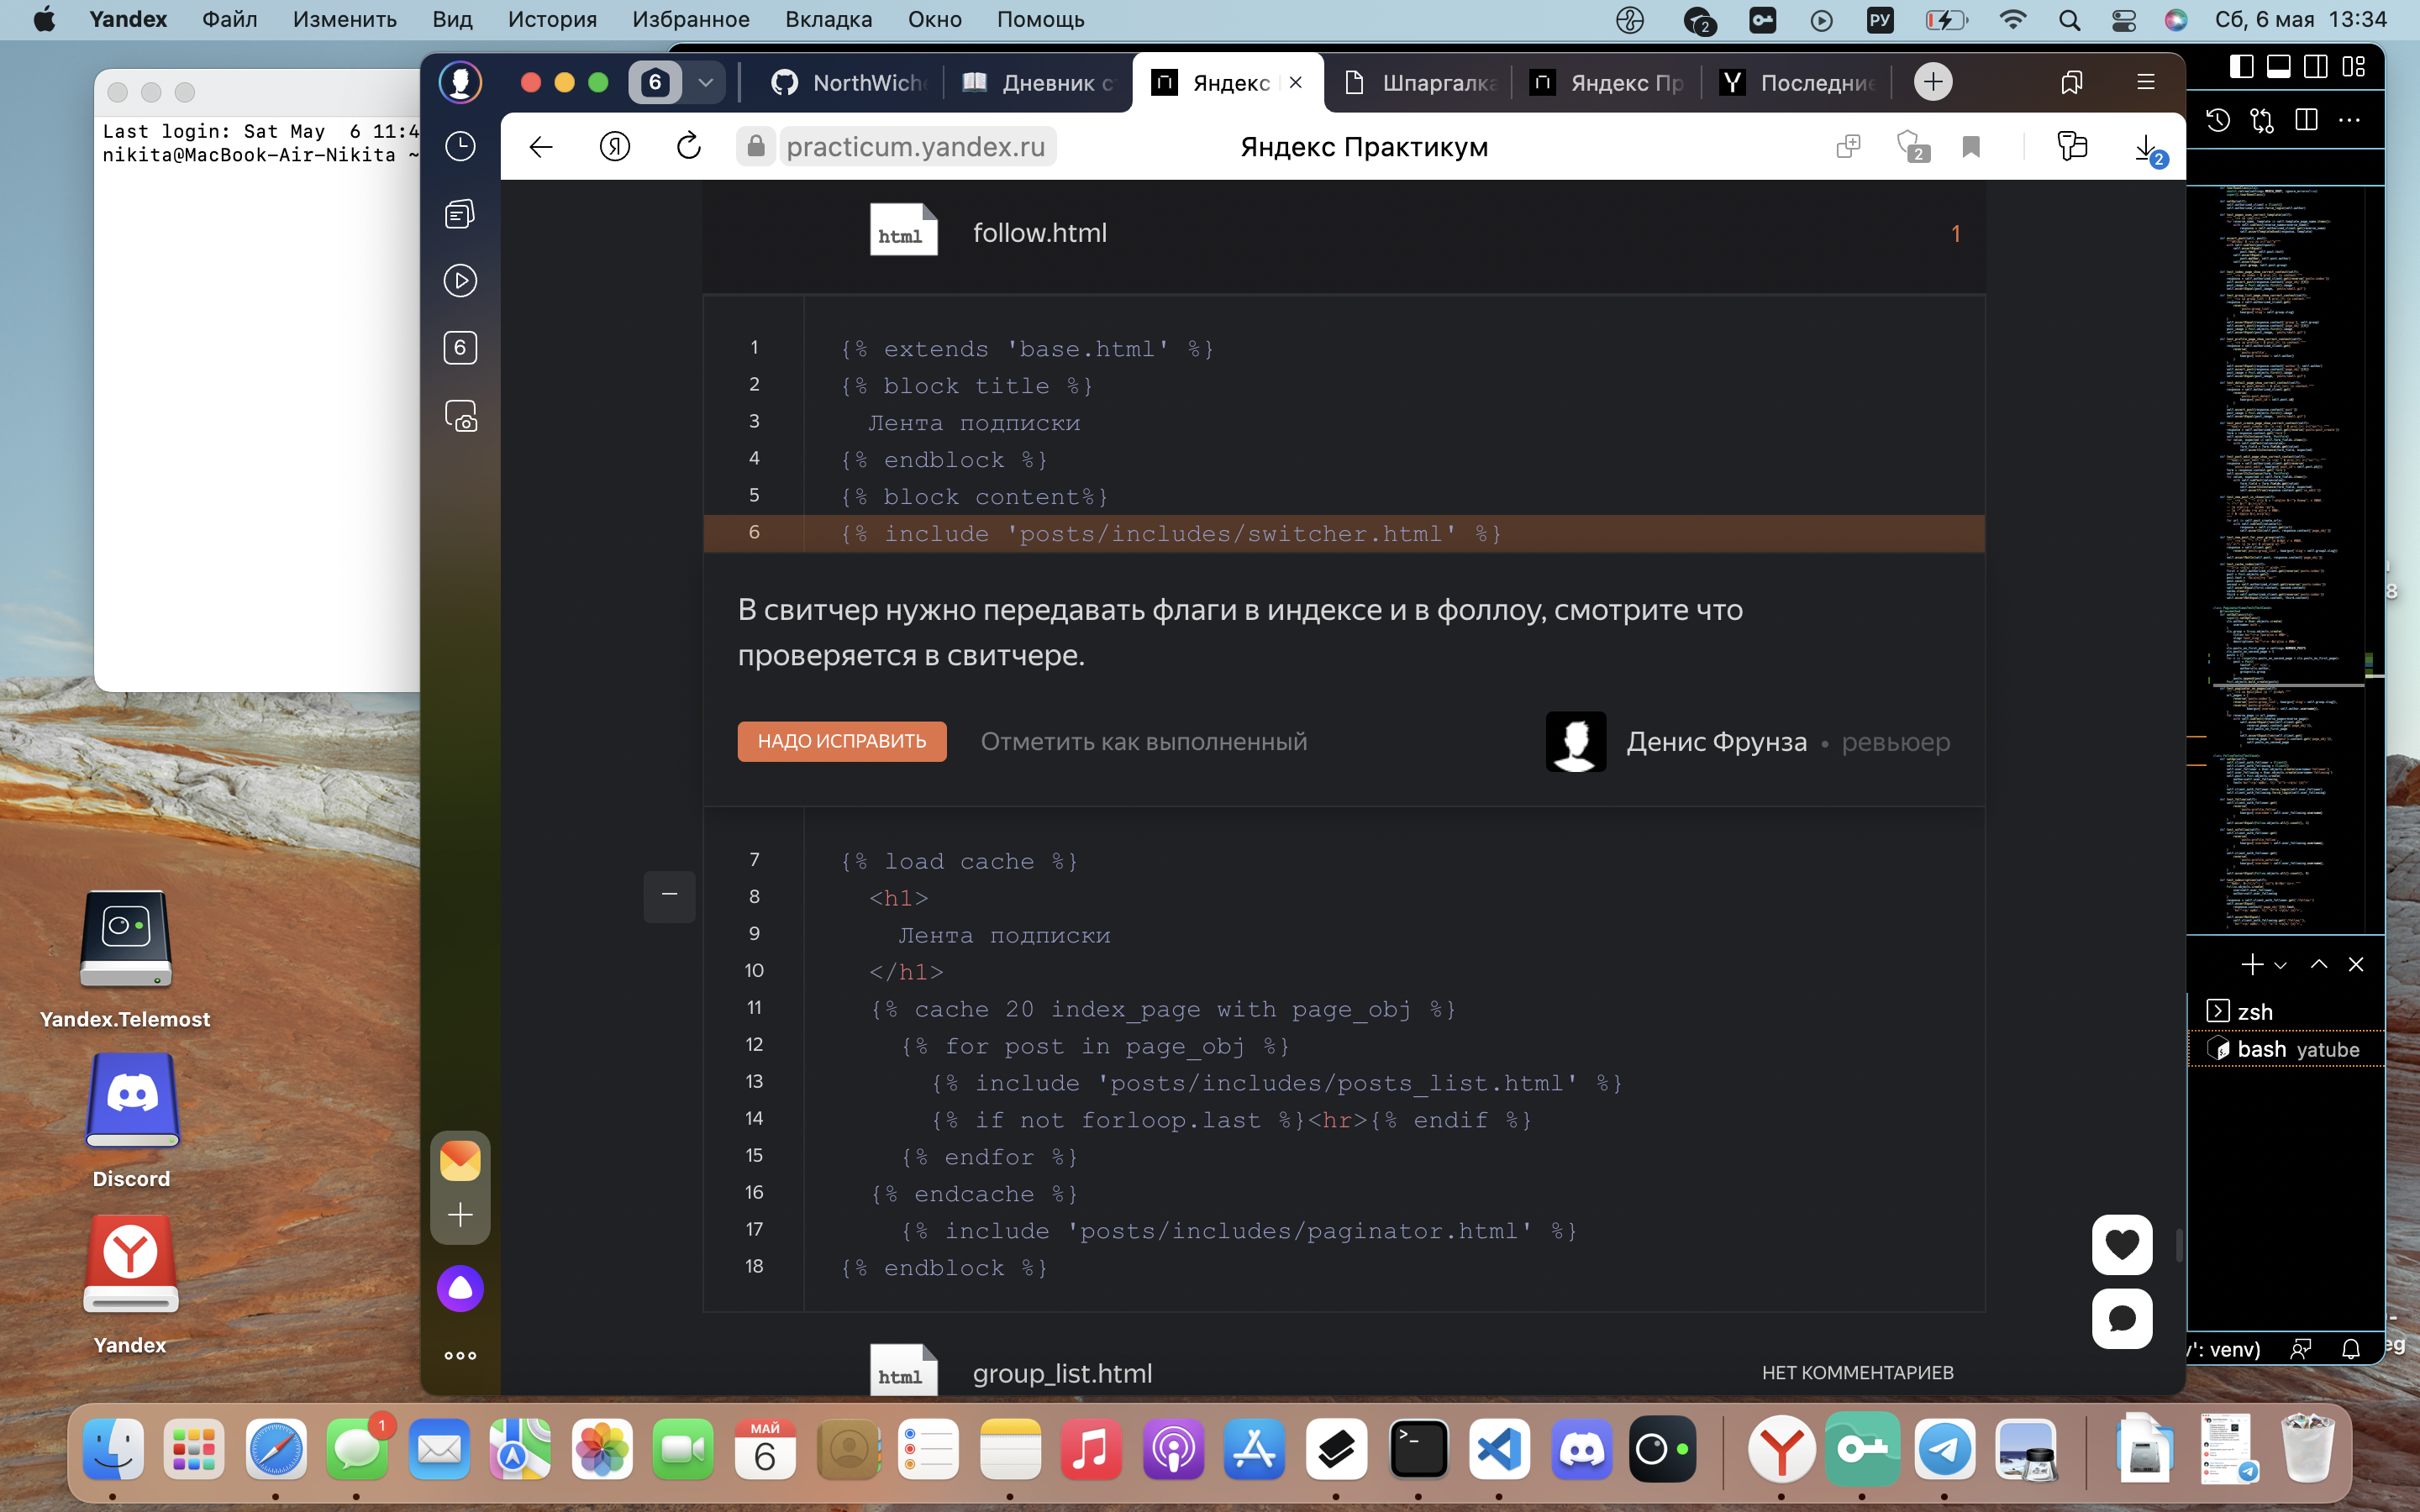 Yandex Файл Изменить Вид История Избранное Вкладка Окно Помощь
2 РУ Сб, 6 мая 13:34
Last login: Sat May 6 11:4
nikita@MacBook-Air-Nikita ~
6 NorthWich Дневник с Яндекс Шпаргалка Яндекс Пр Последние
practicum.yandex.ru Яндекс Практикум 2 2
6
html follow.html 1
1 {% extends 'base.html' %}
2 {% block title %}
3 Лента подписки
4 {% endblock %}
5 {% block content%}
6 {% include 'posts/includes/switcher.html' %}
В свитчер нужно передавать флаги в индексе и в фоллоу, смотрите что
проверяется в свитчере.
НАДО ИСПРАВИТЬ Отметить как выполненный Денис Фрунза • ревьюер
7 {% load cache %}
8 <h1>
9 Лента подписки
10 </h1>
11 {% cache 20 index_page with page_obj %}
12 {% for post in page_obj %}
13 {% include 'posts/includes/posts_list.html' %}
14 {% if not forloop.last %}<hr>{% endif %}
15 {% endfor %}
16 {% endcache %}
17 {% include 'posts/includes/paginator.html' %}
18 {% endblock %}
html group_list.html НЕТ КОММЕНТАРИЕВ
Yandex.Telemost
Discord
Yandex
zsh
bash yatube
': venv)
8
eg
1
МАЙ
6